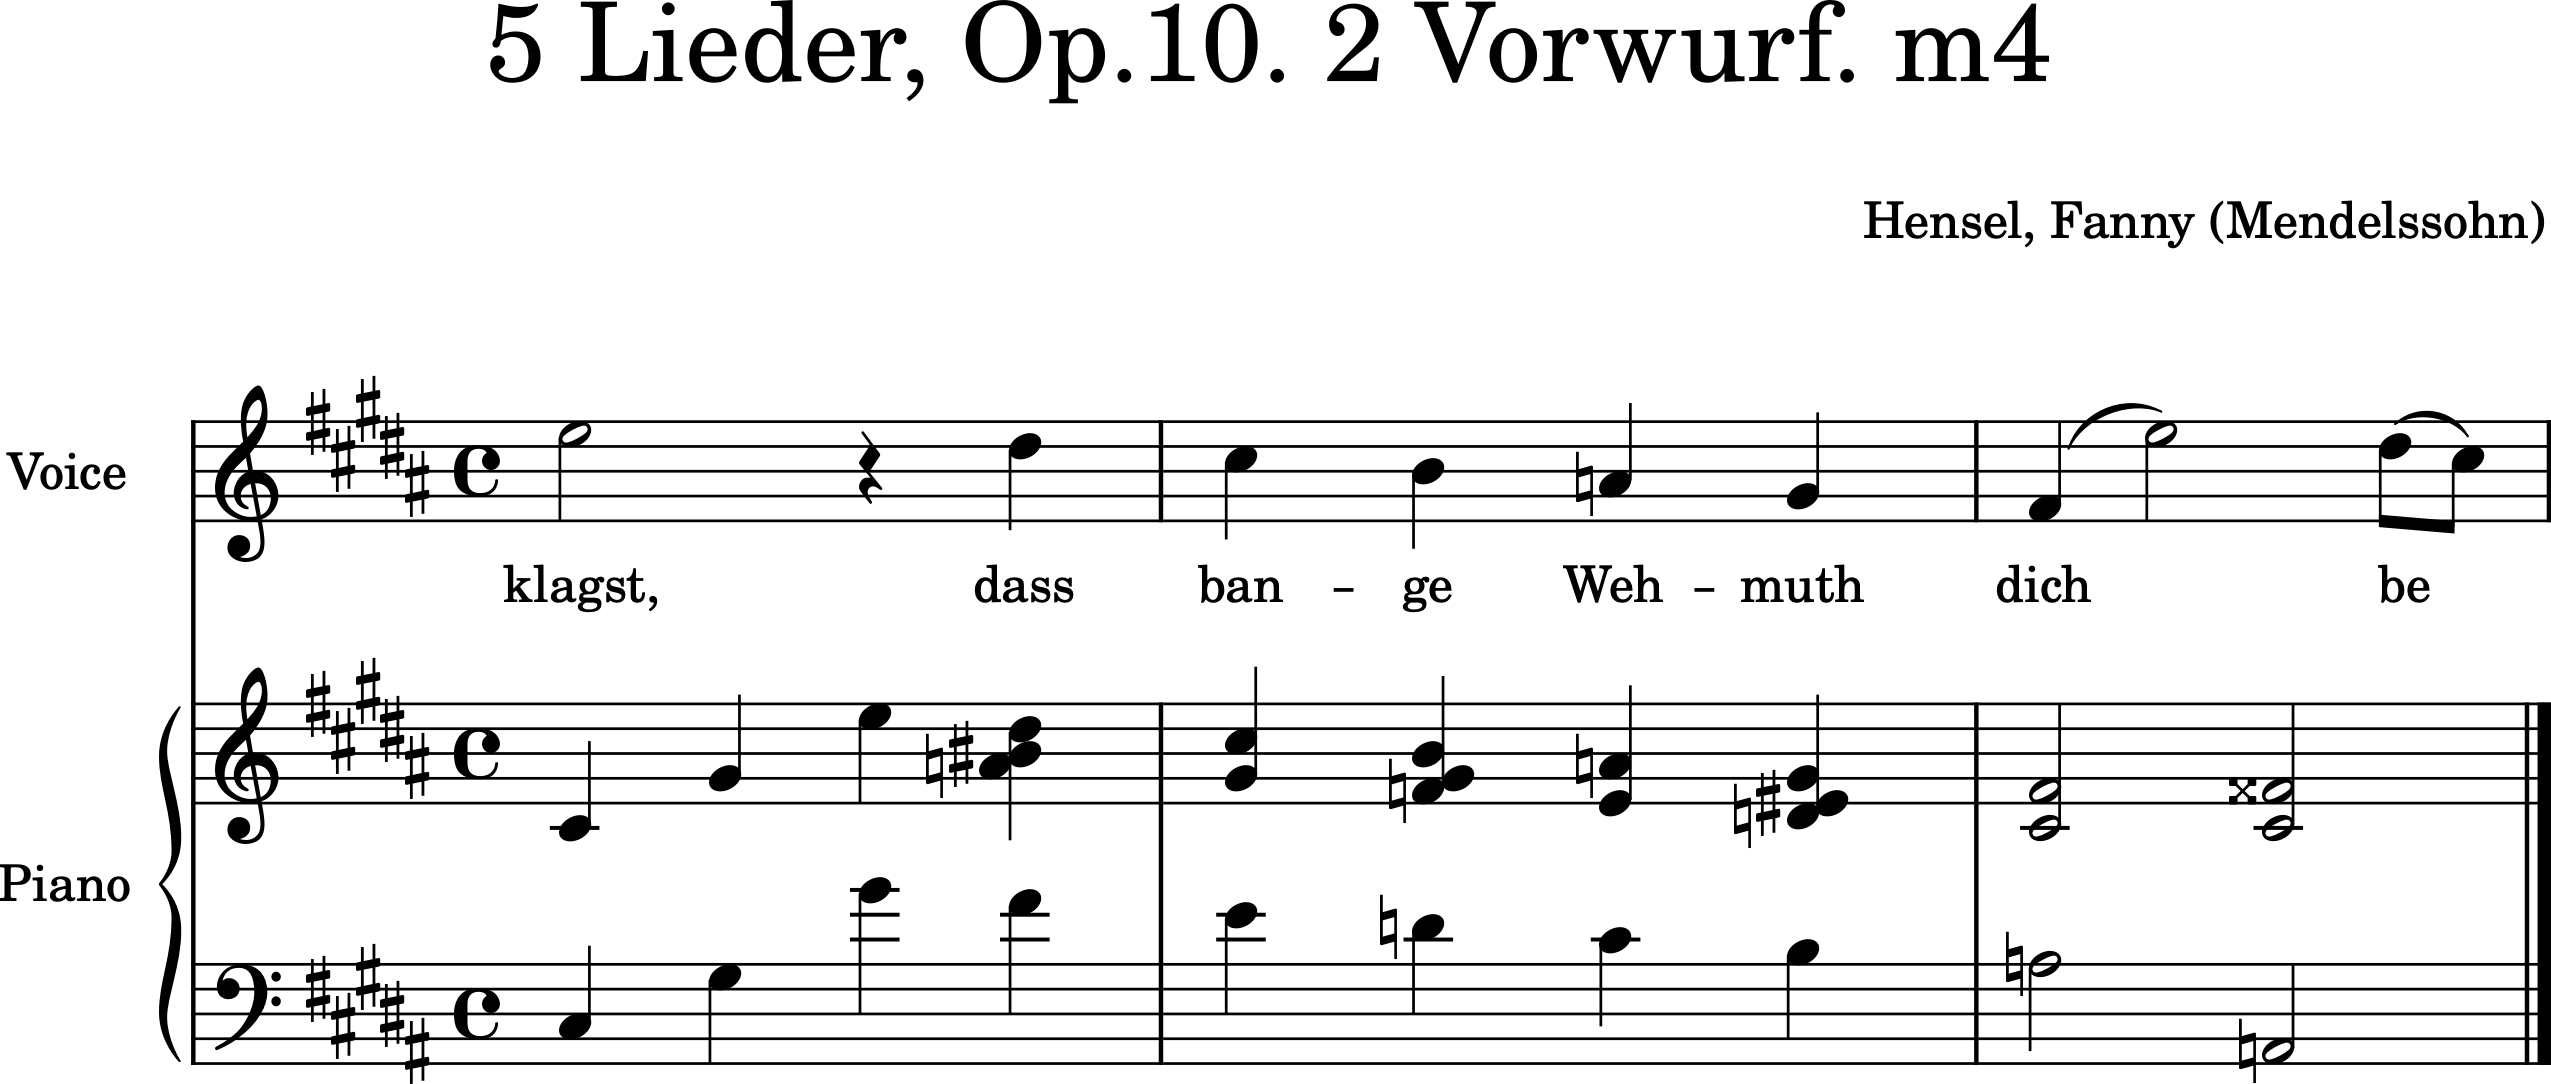 5 Lieder, Op.10. 2 Vorwurf. m4
Hensel, Fanny (Mendelssohn)
Voice
klagst, dass ban - ge Weh - muth dich be
Piano